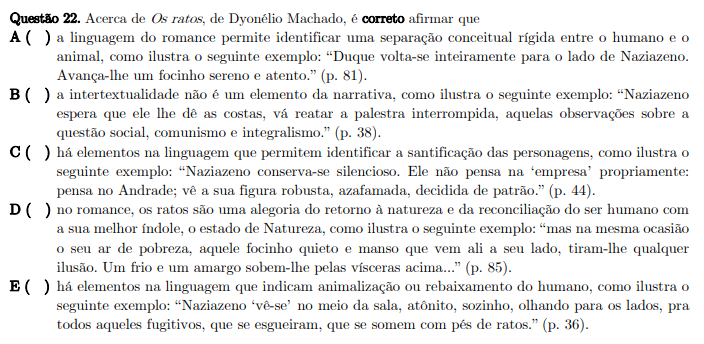 Questão 22. Acerca de Os ratos, de Dyonélio Machado, é correto afirmar que
A ( ) a linguagem do romance permite identificar uma separação conceitual rígida entre o humano e o
animal, como ilustra o seguinte exemplo: “Duque volta-se inteiramente para o lado de Naziazeno.
Avança-lhe um focinho sereno e atento.” (p. 81).
B ( ) a intertextualidade não é um elemento da narrativa, como ilustra o seguinte exemplo: “Naziazeno
espera que ele lhe dê as costas, vá reatar a palestra interrompida, aquelas observações sobre a
questão social, comunismo e integralismo.” (p. 38).
C ( ) há elementos na linguagem que permitem identificar a santificação das personagens, como ilustra o
seguinte exemplo: “Naziazeno conserva-se silencioso. Ele não pensa na ‘empresa’ propriamente:
pensa no Andrade; vê a sua figura robusta, azafamada, decidida de patrão.” (p. 44).
D ( ) no romance, os ratos são uma alegoria do retorno à natureza e da reconciliação do ser humano com
a sua melhor índole, o estado de Natureza, como ilustra o seguinte exemplo: “mas na mesma ocasião
o seu ar de pobreza, aquele focinho quieto e manso que vem ali a seu lado, tiram-lhe qualquer
ilusão. Um frio e um amargo sobem-lhe pelas vísceras acima...” (p. 85).
E ( ) há elementos na linguagem que indicam animalização ou rebaixamento do humano, como ilustra o
seguinte exemplo: “Naziazeno ‘vê-se’ no meio da sala, atônito, sozinho, olhando para os lados, pra
todos aqueles fugitivos, que se esgueiram, que se somem com pés de ratos.” (p. 36).